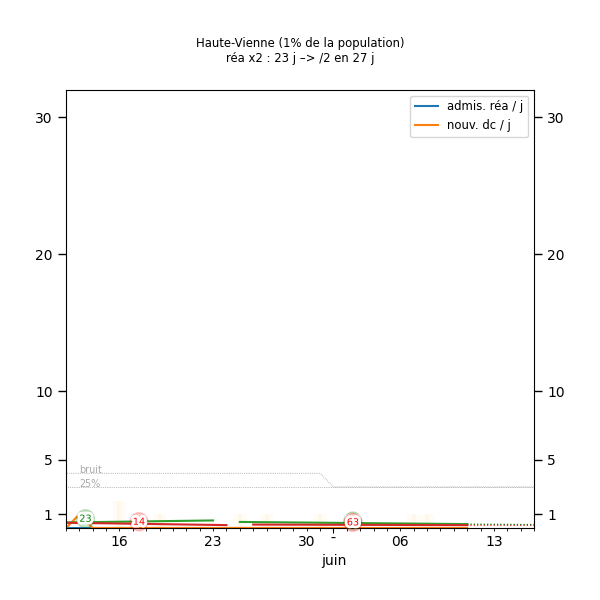 Haute-Vienne (1% de la population)
réa x2 : 23 j –> /2 en 27 j
admis. réa / j
nouv. dc / j
30 30
20 20
10 10
5 5
1 1
bruit
25%
23 14 63
16 23 30 - 06 13
juin